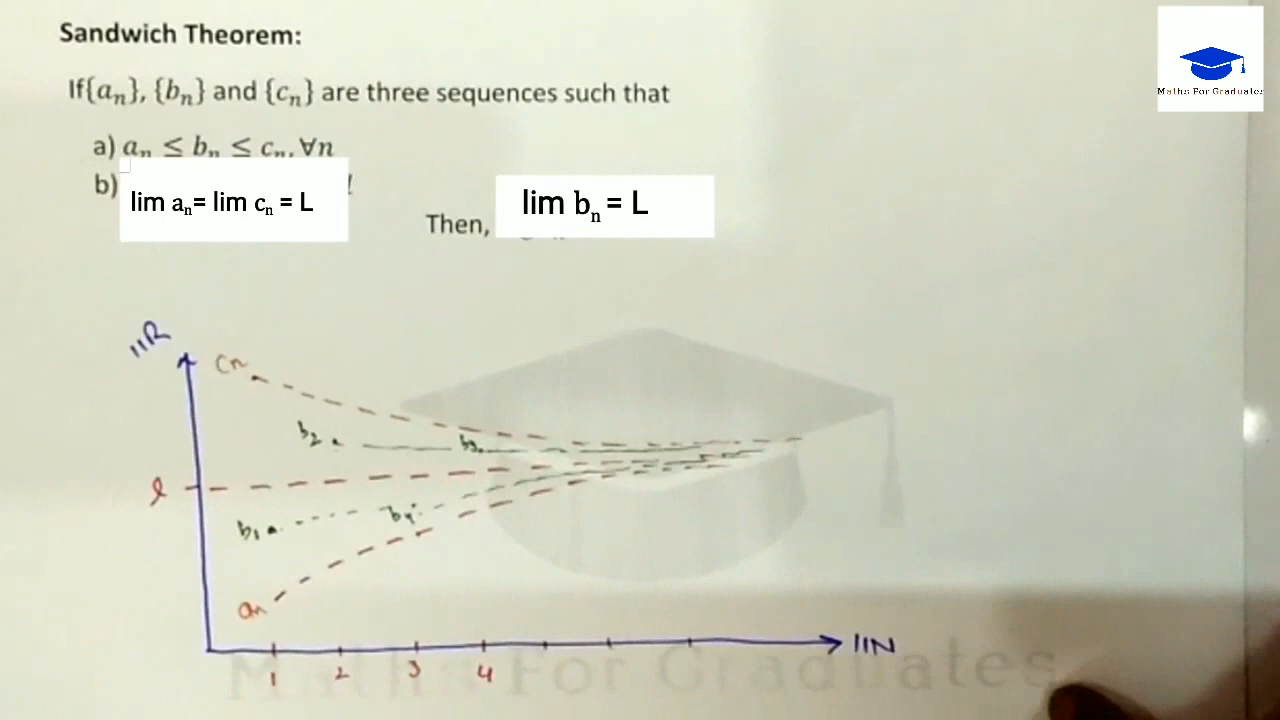 Sandwich Theorem:
Maths For Graduates
If{aₙ}, {bₙ} and {cₙ} are three sequences such that
a) aₙ ≤ bₙ ≤ cₙ, ∀n
b) lim aₙ= lim cₙ = L
Then, lim bₙ = L
ℝ
cₙ
b₂
b₃
l
b₁
b₄
aₙ
ℕ
1 2 3 4
Maths For Graduates